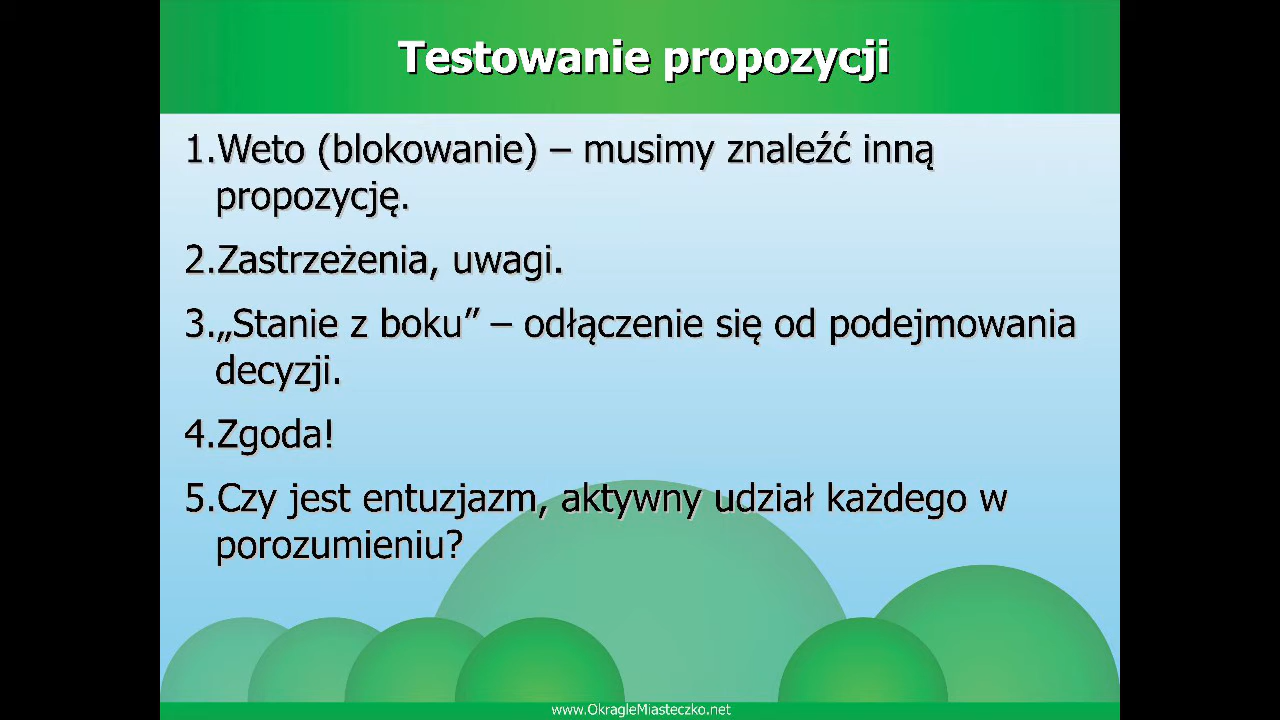 Testowanie propozycji
1.Weto (blokowanie) – musimy znaleźć inną
propozycję.
2.Zastrzeżenia, uwagi.
3.„Stanie z boku” – odłączenie się od podejmowania
decyzji.
4.Zgoda!
5.Czy jest entuzjazm, aktywny udział każdego w
porozumieniu?
www.OkragleMiasteczko.net